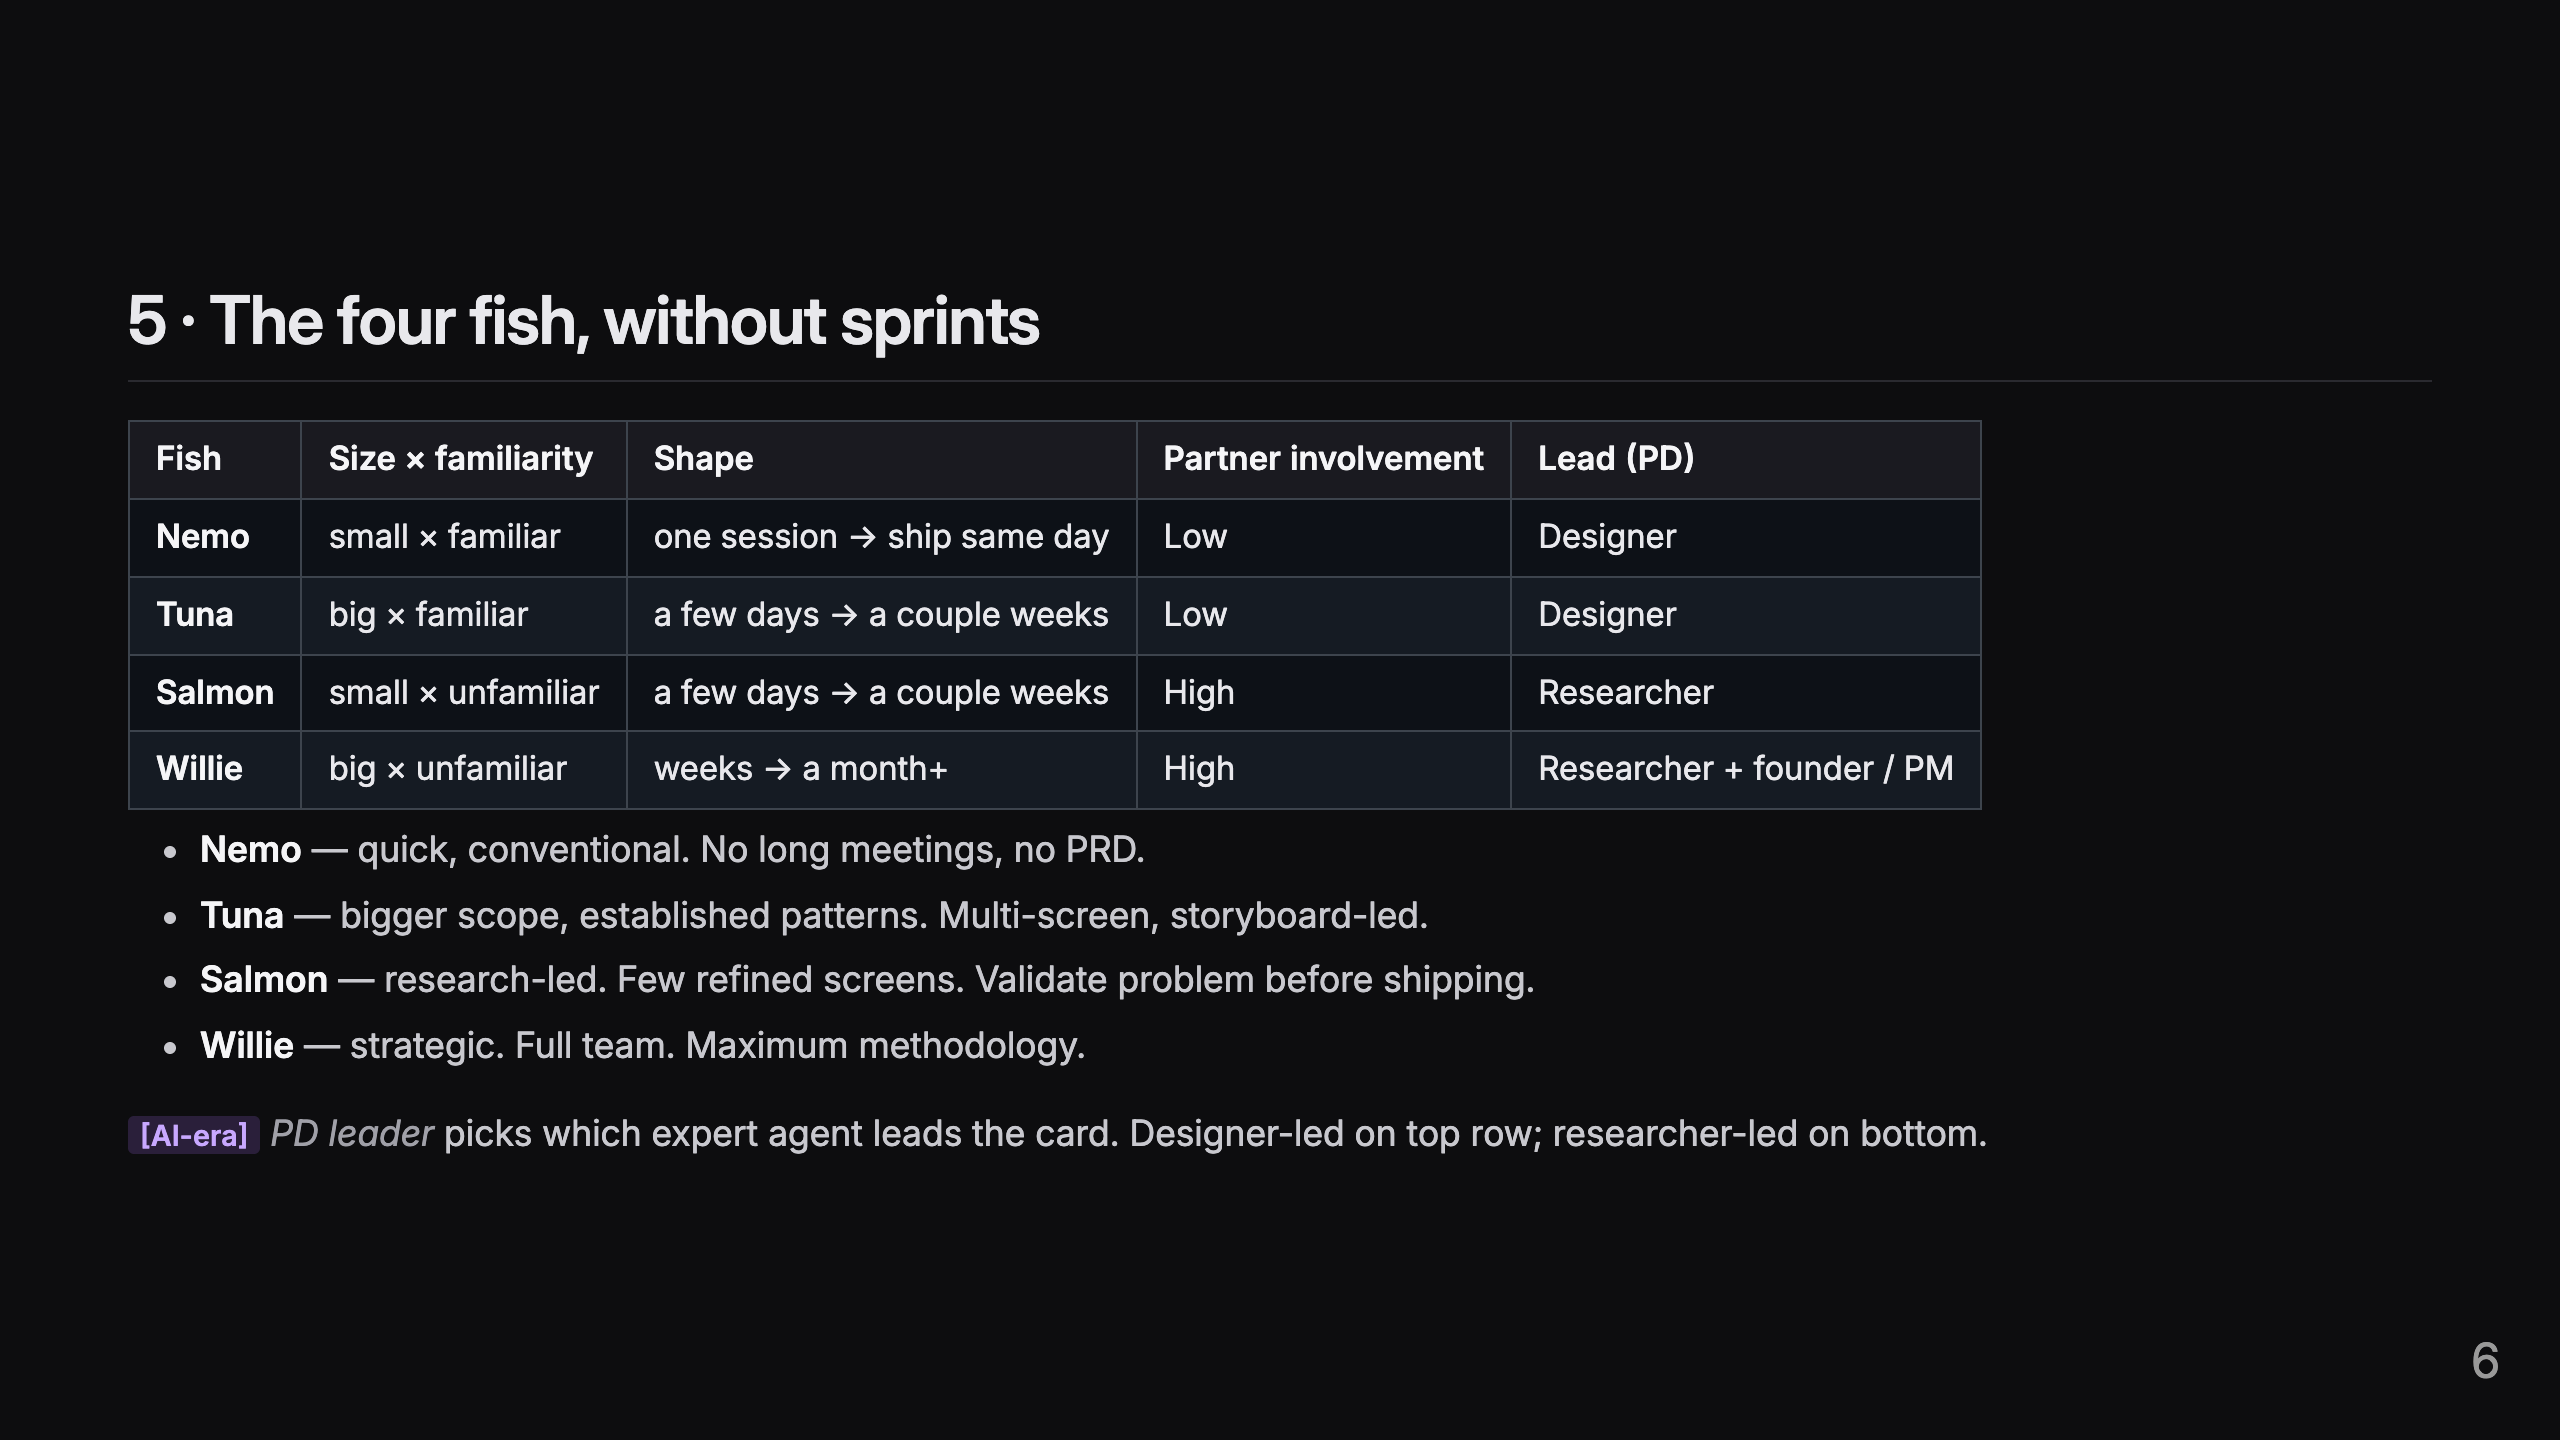 5 · The four fish, without sprints
Fish Size × familiarity Shape Partner involvement Lead (PD)
Nemo small × familiar one session → ship same day Low Designer
Tuna big × familiar a few days → a couple weeks Low Designer
Salmon small × unfamiliar a few days → a couple weeks High Researcher
Willie big × unfamiliar weeks → a month+ High Researcher + founder / PM
• Nemo — quick, conventional. No long meetings, no PRD.
• Tuna — bigger scope, established patterns. Multi-screen, storyboard-led.
• Salmon — research-led. Few refined screens. Validate problem before shipping.
• Willie — strategic. Full team. Maximum methodology.
[AI-era] PD leader picks which expert agent leads the card. Designer-led on top row; researcher-led on bottom.
6